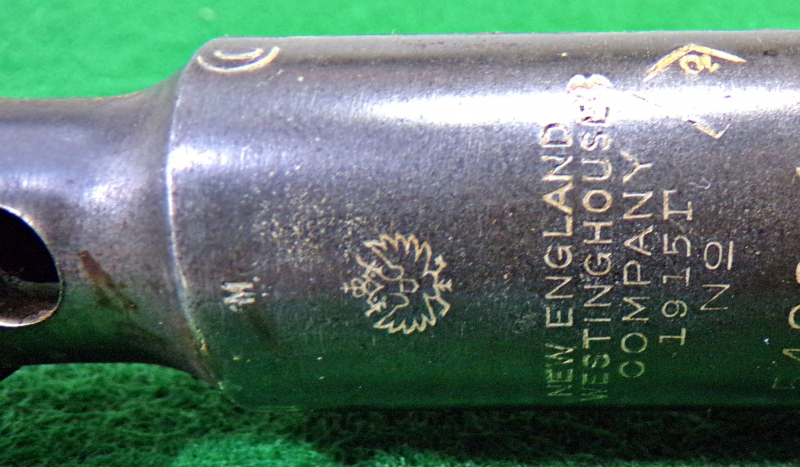 NEW ENGLAND
WESTINGHOUSE
COMPANY
1915 Г
No
M